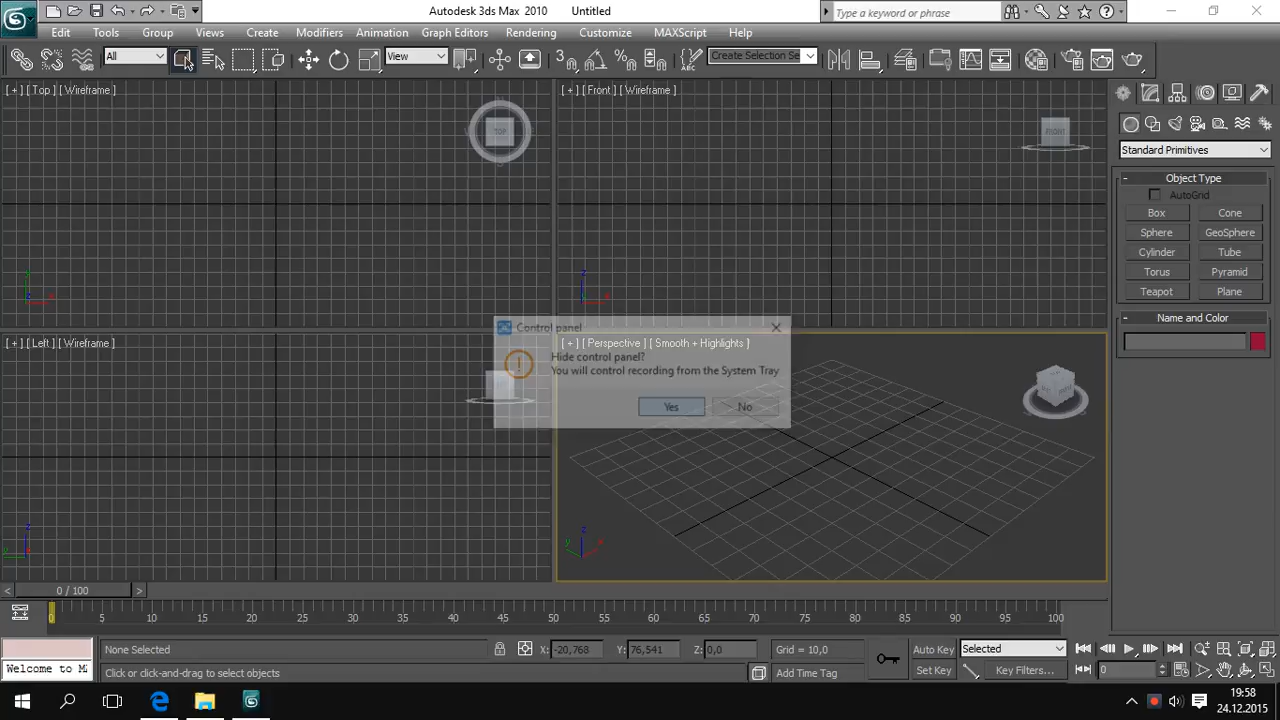 Autodesk 3ds Max 2010 Untitled
Type a keyword or phrase
Edit Tools Group Views Create Modifiers Animation Graph Editors Rendering Customize MAXScript Help
All
View
Create Selection Se
[ + ] [ Top ] [ Wireframe ]
TOP
[ + ] [ Front ] [ Wireframe ]
FRONT
Standard Primitives
- Object Type
AutoGrid
Box Cone
Sphere GeoSphere
Cylinder Tube
Torus Pyramid
Teapot Plane
- Name and Color
[ + ] [ Left ] [ Wireframe ]
[ + ] [ Perspective ] [ Smooth + Highlights ]
Control panel
Hide control panel?
You will control recording from the System Tray
Yes No
z
x
z
y
z
y x
< 0 / 100 >
0 5 10 15 20 25 30 35 40 45 50 55 60 65 70 75 80 85 90 95 100
None Selected X: -20,768 Y: 76,541 Z: 0,0 Grid = 10,0 Auto Key Selected
Welcome to M Click or click-and-drag to select objects Add Time Tag Set Key Key Filters... 0
19:58
24.12.2015